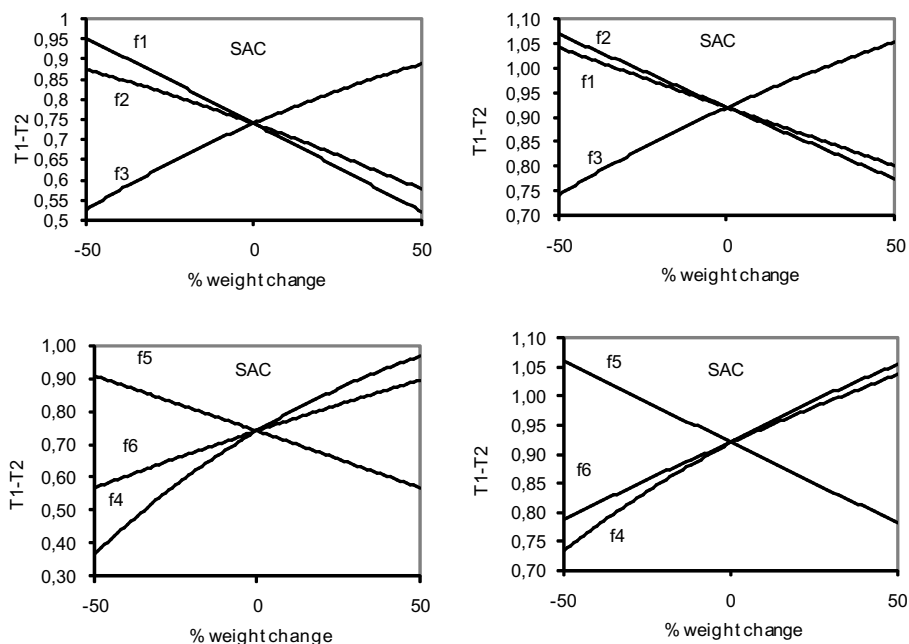 1
0,95
0,9
0,85
0,8
0,75
0,7
0,65
0,6
0,55
0,5
T1-T2
f1
SAC
f2
f3
-50
0
50
% weight change
1,10
1,05
1,00
0,95
0,90
0,85
0,80
0,75
0,70
T1-T2
f2
SAC
f1
f3
-50
0
50
% weight change
1,00
0,90
0,80
0,70
0,60
0,50
0,40
0,30
T1-T2
f5
SAC
f6
f4
-50
0
50
% weight change
1,10
1,05
1,00
0,95
0,90
0,85
0,80
0,75
0,70
T1-T2
f5
SAC
f6
f4
-50
0
50
% weight change